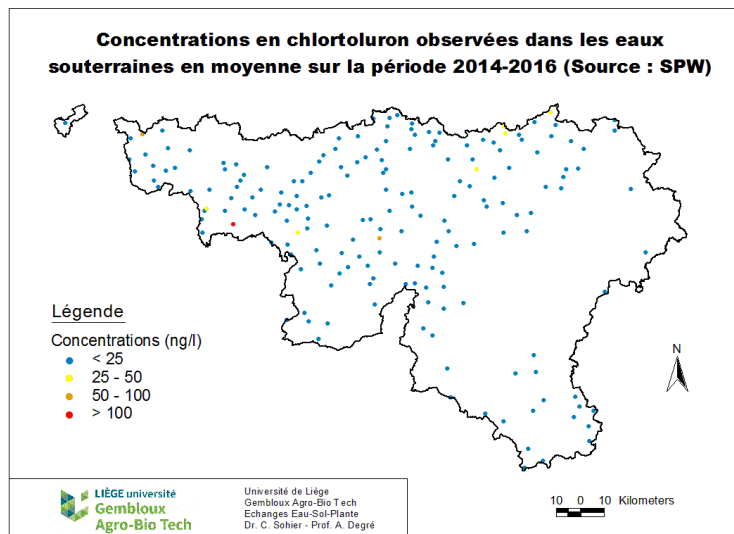 Concentrations en chlortoluron observées dans les eaux
souterraines en moyenne sur la période 2014-2016 (Source : SPW)
Légende
Concentrations (ng/l)
< 25
25 - 50
50 - 100
> 100
N
LIÈGE université
Gembloux
Agro-Bio Tech
Université de Liège
Gembloux Agro-Bio Tech
Echanges Eau-Sol-Plante
Dr. C. Sohier - Prof. A. Degré
10 0 10 Kilometers